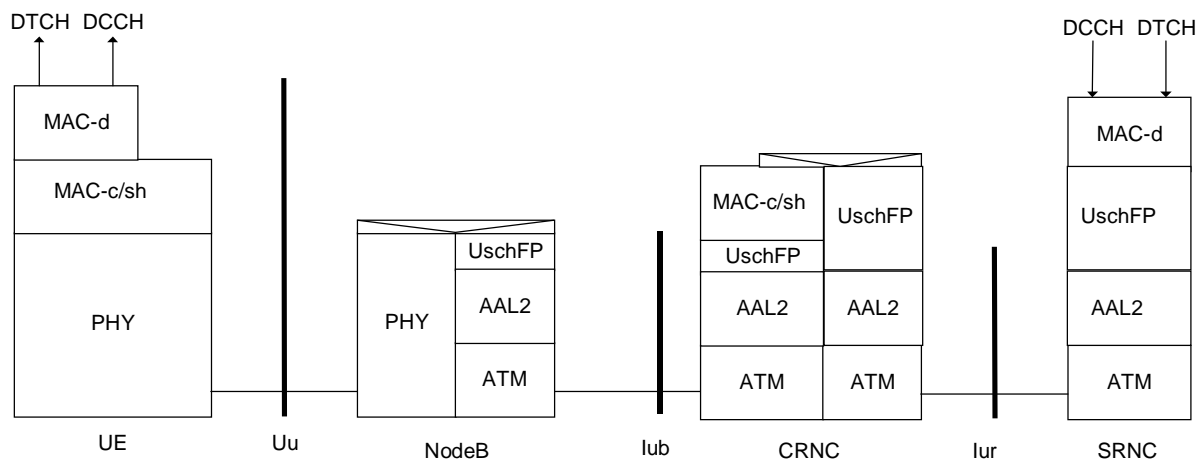 DTCH DCCH
DCCH DTCH
MAC-d
MAC-d
MAC-c/sh
MAC-c/sh
UschFP
UschFP
UschFP
UschFP
PHY
PHY
AAL2
AAL2
AAL2
AAL2
ATM
ATM
ATM
ATM
UE
Uu
NodeB
Iub
CRNC
Iur
SRNC